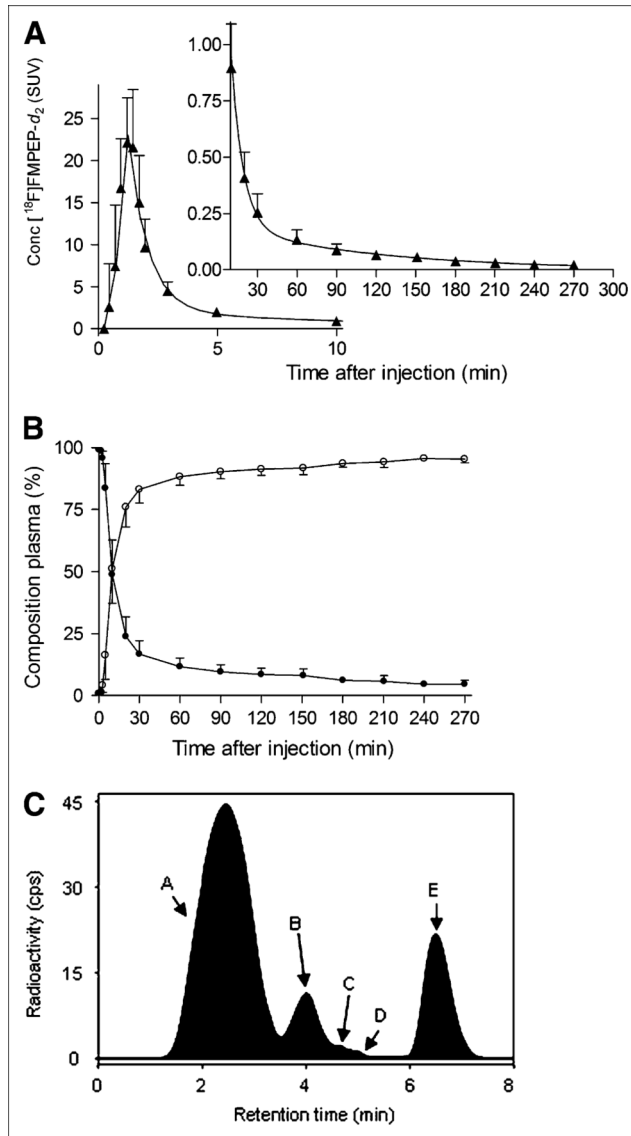 A
Conc [¹⁸F]FMPEP-d₂ (SUV)
25
20
15
10
5
0
0
5
10
1.00
0.75
0.50
0.25
0.00
30 60 90 120 150 180 210 240 270 300
Time after injection (min)
B
Composition plasma (%)
100
75
50
25
0
0 30 60 90 120 150 180 210 240 270
Time after injection (min)
C
Radioactivity (cps)
45
30
15
0
A
B
C
D
E
0 2 4 6 8
Retention time (min)